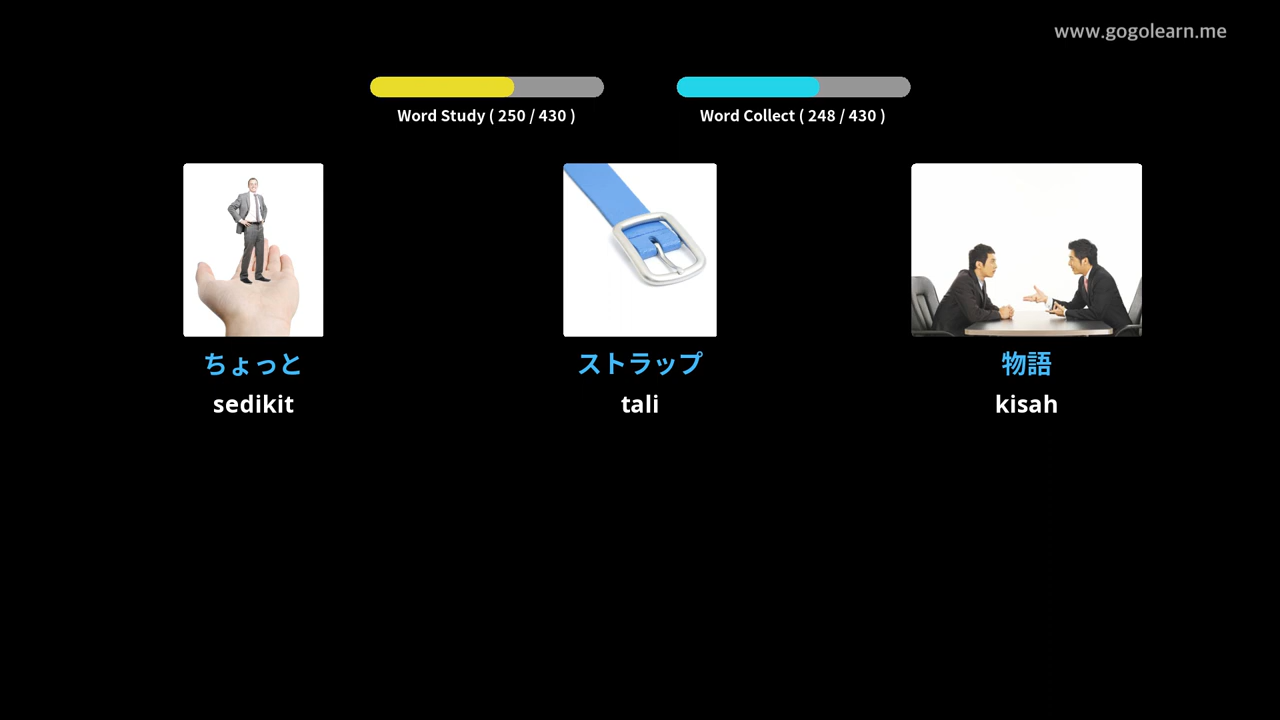 www.gogolearn.me
Word Study ( 250 / 430 )
Word Collect ( 248 / 430 )
ちょっと
ストラップ
物語
sedikit
tali
kisah